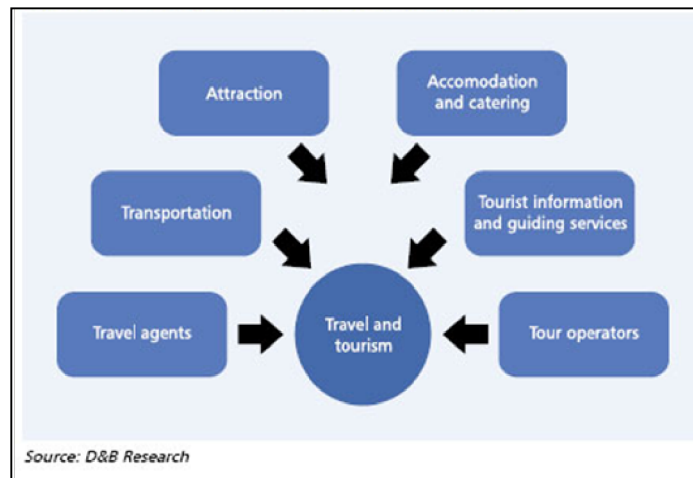 Attraction
Accomodation
and catering
Transportation
Tourist information
and guiding services
Travel agents
Travel and
tourism
Tour operators
Source: D&B Research